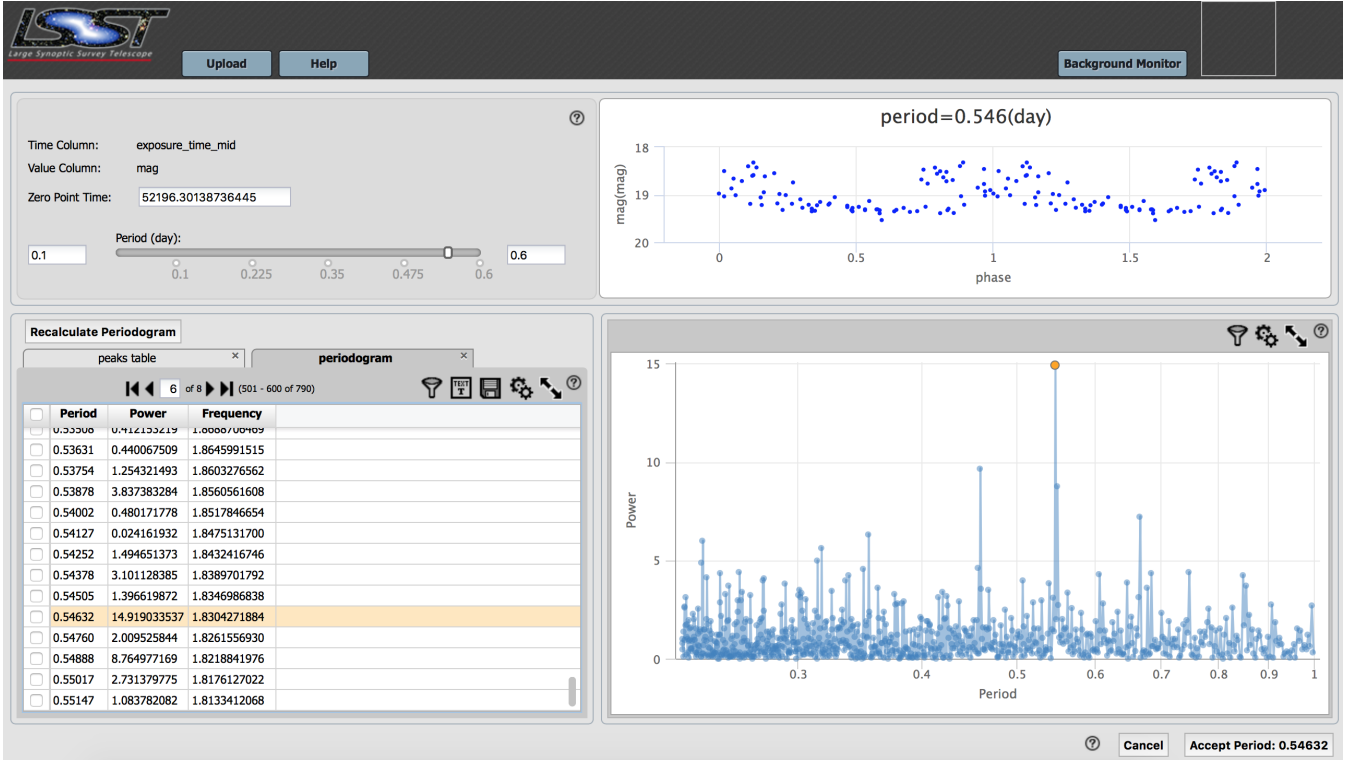 LSST
Large Synoptic Survey Telescope
Upload Help Background Monitor
?
Time Column: exposure_time_mid
Value Column: mag
Zero Point Time: 52196.30138736445
Period (day):
0.1 0.6
0.1 0.225 0.35 0.475 0.6
period=0.546(day)
18
19
20
mag(mag)
0 0.5 1 1.5 2
phase
Recalculate Periodogram
peaks table × periodogram ×
6 of 8 (501 - 600 of 790) TEXT T ?
Period Power Frequency
0.53508 0.412153219 1.8688706469
0.53631 0.440067509 1.8645991515
0.53754 1.254321493 1.8603276562
0.53878 3.837383284 1.8560561608
0.54002 0.480171778 1.8517846654
0.54127 0.024161932 1.8475131700
0.54252 1.494651373 1.8432416746
0.54378 3.101128385 1.8389701792
0.54505 1.396619872 1.8346986838
0.54632 14.919033537 1.8304271884
0.54760 2.009525844 1.8261556930
0.54888 8.764977169 1.8218841976
0.55017 2.731379775 1.8176127022
0.55147 1.083782082 1.8133412068
?
15
10
5
0
Power
0.3 0.4 0.5 0.6 0.7 0.8 0.9 1
Period
? Cancel Accept Period: 0.54632